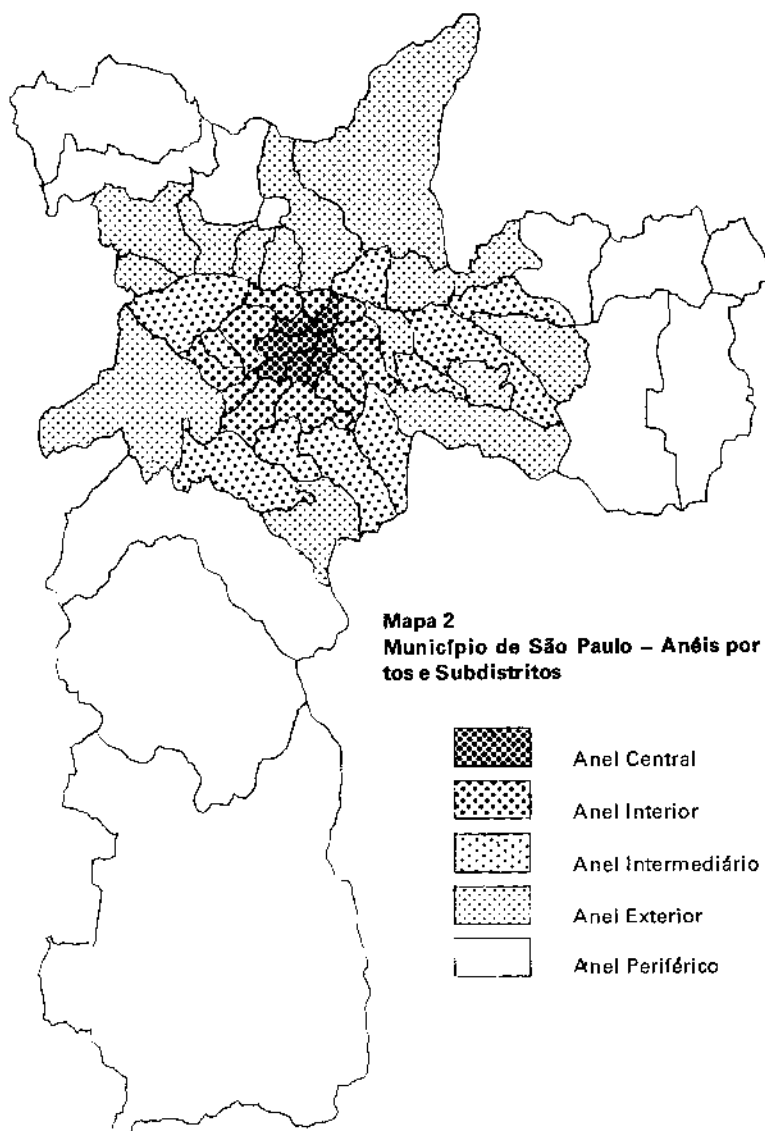 Mapa 2
Município de São Paulo – Anéis por
tos e Subdistritos
Anel Central
Anel Interior
Anel Intermediário
Anel Exterior
Anel Periférico